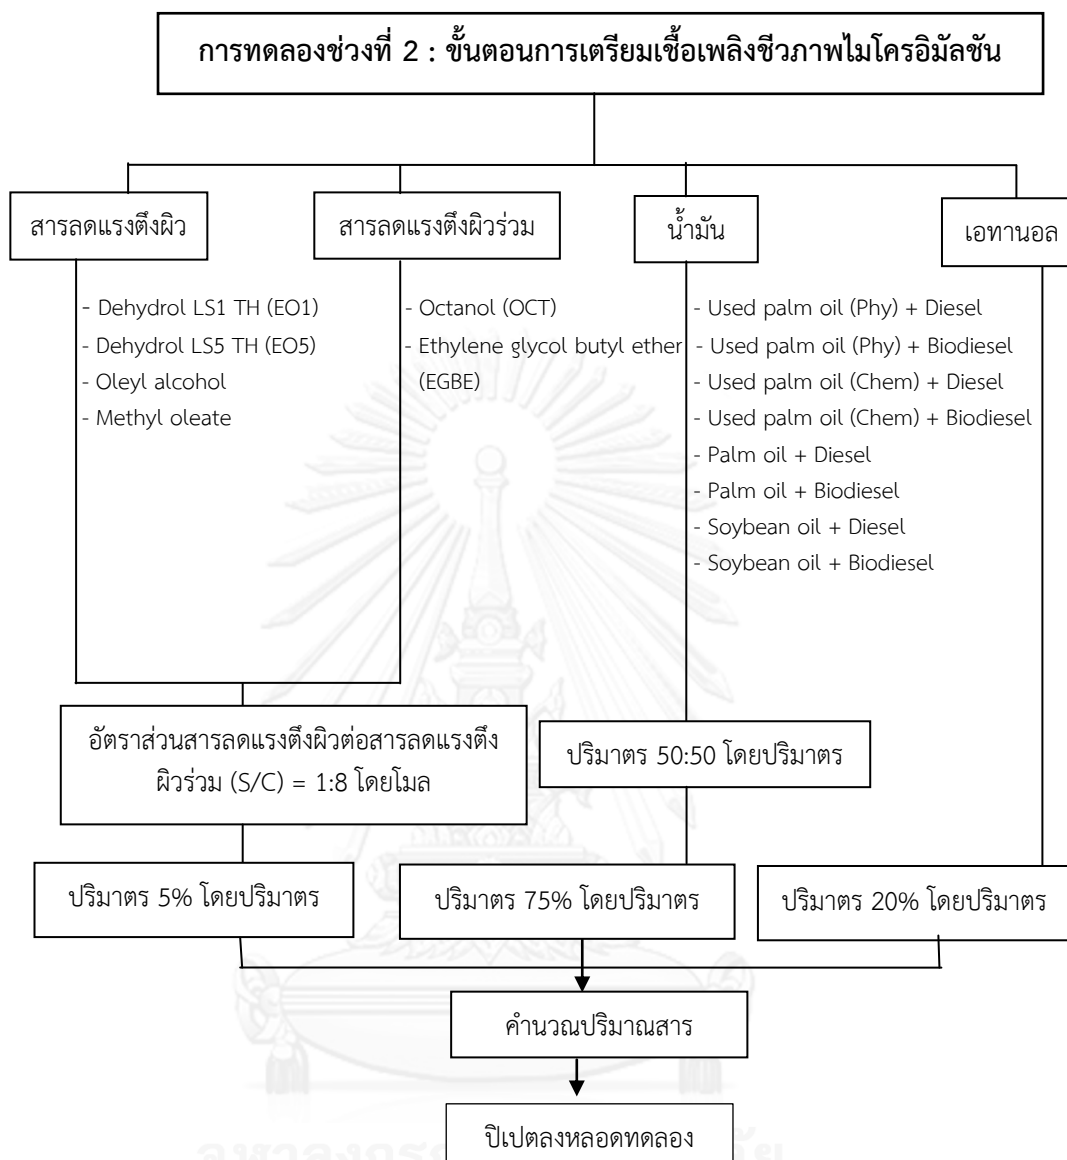 การทดลองช่วงที่ 2 : ขั้นตอนการเตรียมเชื้อเพลิงชีวภาพไมโครอิมัลชัน
สารลดแรงตึงผิว
สารลดแรงตึงผิวร่วม
น้ำมัน
เอทานอล
- Dehydrol LS1 TH (EO1)
- Dehydrol LS5 TH (EO5)
- Oleyl alcohol
- Methyl oleate
- Octanol (OCT)
- Ethylene glycol butyl ether
(EGBE)
- Used palm oil (Phy) + Diesel
- Used palm oil (Phy) + Biodiesel
- Used palm oil (Chem) + Diesel
- Used palm oil (Chem) + Biodiesel
- Palm oil + Diesel
- Palm oil + Biodiesel
- Soybean oil + Diesel
- Soybean oil + Biodiesel
อัตราส่วนสารลดแรงตึงผิวต่อสารลดแรงตึง
ผิวร่วม (S/C) = 1:8 โดยโมล
ปริมาตร 50:50 โดยปริมาตร
ปริมาตร 5% โดยปริมาตร
ปริมาตร 75% โดยปริมาตร
ปริมาตร 20% โดยปริมาตร
คำนวณปริมาณสาร
ปิเปตลงหลอดทดลอง